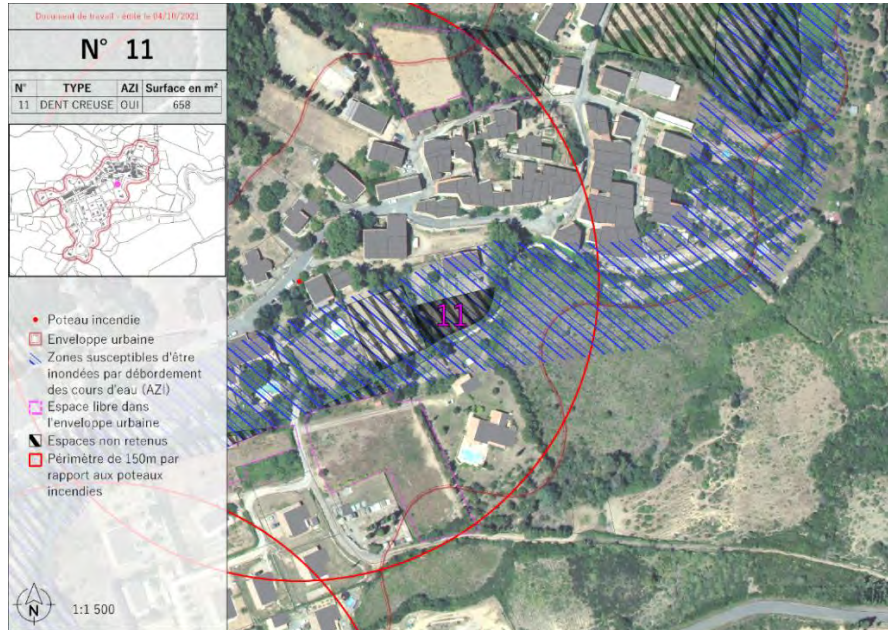 Document de travail - édité le 04/10/2021
N° 11
N° TYPE AZI Surface en m²
11 DENT CREUSE OUI 658
Poteau incendie
Enveloppe urbaine
Zones susceptibles d'être
inondées par débordement
des cours d'eau (AZI)
Espace libre dans
l'enveloppe urbaine
Espaces non retenus
Périmètre de 150m par
rapport aux poteaux
incendies
N
1:1 500
11